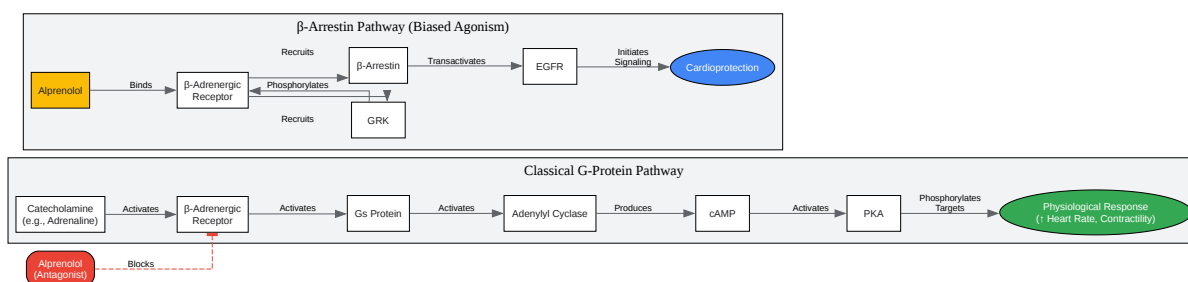 β-Arrestin Pathway (Biased Agonism)
Alprenolol
Binds
β-Adrenergic
Receptor
Recruits
Phosphorylates
Recruits
β-Arrestin
GRK
Transactivates
EGFR
Initiates
Signaling
Cardioprotection
Classical G-Protein Pathway
Catecholamine
(e.g., Adrenaline)
Activates
β-Adrenergic
Receptor
Activates
Gs Protein
Activates
Adenylyl Cyclase
Produces
cAMP
Activates
PKA
Phosphorylates
Targets
Physiological Response
(↑ Heart Rate, Contractility)
Alprenolol
(Antagonist)
Blocks